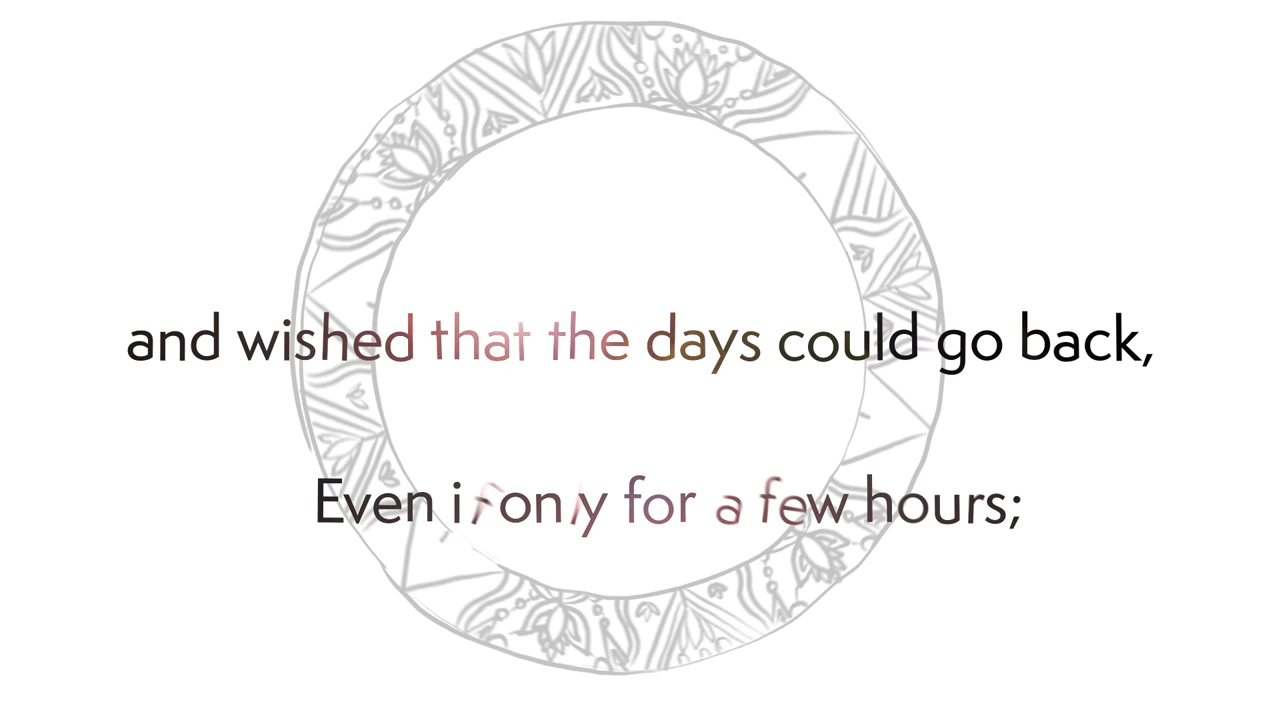 and wished that the days could go back,
Even if only for a few hours;